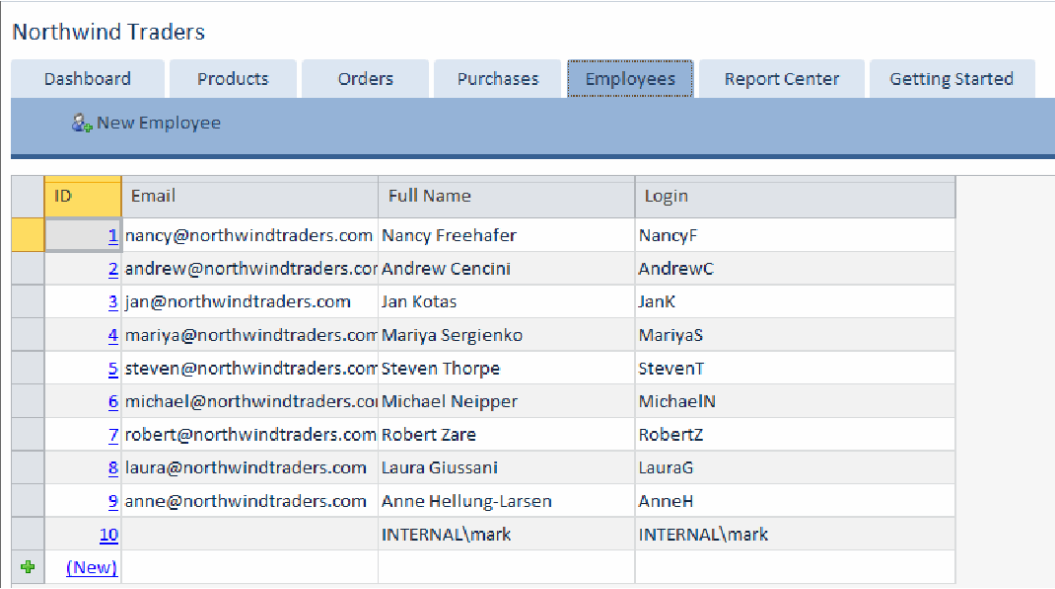 Northwind Traders
Dashboard Products Orders Purchases Employees Report Center Getting Started
New Employee
ID Email Full Name Login
1 nancy@northwindtraders.com Nancy Freehafer NancyF
2 andrew@northwindtraders.cor Andrew Cencini AndrewC
3 jan@northwindtraders.com Jan Kotas JanK
4 mariya@northwindtraders.com Mariya Sergienko MariyaS
5 steven@northwindtraders.com Steven Thorpe StevenT
6 michael@northwindtraders.co Michael Neipper MichaelN
7 robert@northwindtraders.com Robert Zare RobertZ
8 laura@northwindtraders.com Laura Giussani LauraG
9 anne@northwindtraders.com Anne Hellung-Larsen AnneH
10 INTERNAL\mark INTERNAL\mark
(New)